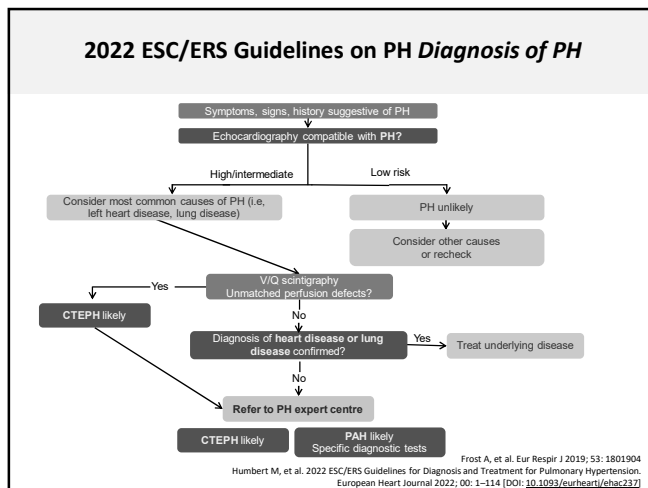 2022 ESC/ERS Guidelines on PH Diagnosis of PH
Symptoms, signs, history suggestive of PH
Echocardiography compatible with PH?
High/intermediate
Low risk
Consider most common causes of PH (i.e,
left heart disease, lung disease)
PH unlikely
Consider other causes
or recheck
V/Q scintigraphy
Unmatched perfusion defects?
Yes
CTEPH likely
No
Diagnosis of heart disease or lung
disease confirmed?
Yes
Treat underlying disease
No
Refer to PH expert centre
CTEPH likely
PAH likely
Specific diagnostic tests
Frost A, et al. Eur Respir J 2019; 53: 1801904
Humbert M, et al. 2022 ESC/ERS Guidelines for Diagnosis and Treatment for Pulmonary Hypertension.
European Heart Journal 2022; 00: 1–114 [DOI: 10.1093/eurheartj/ehac237]